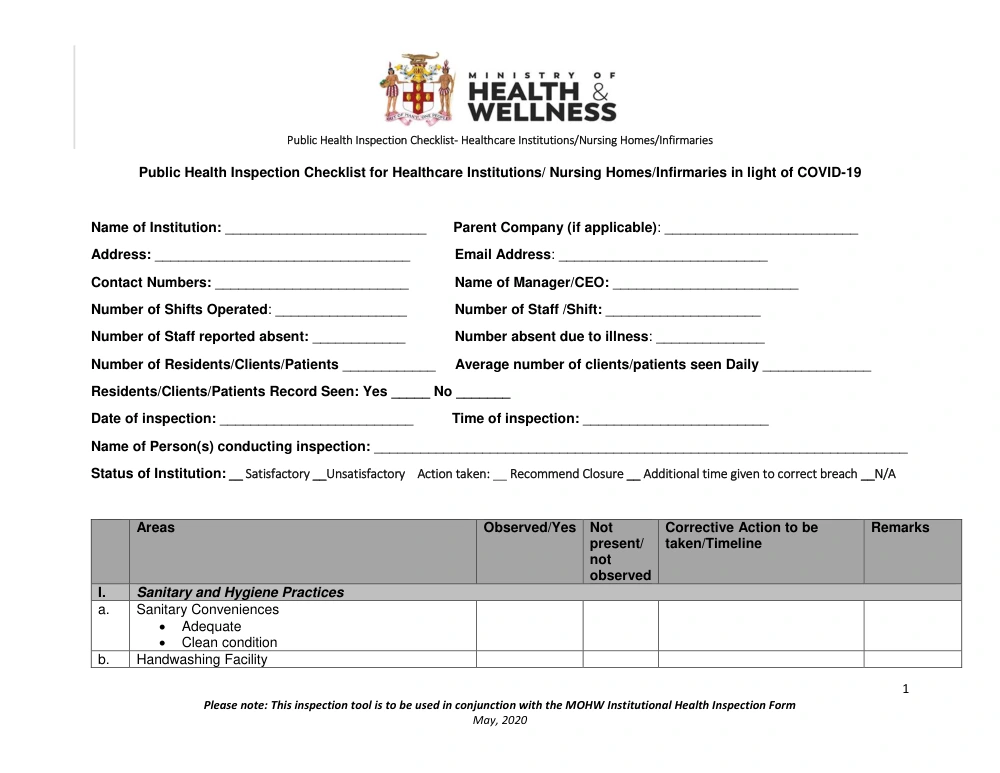 MINISTRY OF
HEALTH &
WELLNESS
Public Health Inspection Checklist- Healthcare Institutions/Nursing Homes/Infirmaries
Public Health Inspection Checklist for Healthcare Institutions/ Nursing Homes/Infirmaries in light of COVID-19
Name of Institution: __________________________ Parent Company (if applicable): _________________________
Address: _________________________________ Email Address: ___________________________
Contact Numbers: _________________________ Name of Manager/CEO: ________________________
Number of Shifts Operated: _________________ Number of Staff /Shift: ____________________
Number of Staff reported absent: ____________ Number absent due to illness: ______________
Number of Residents/Clients/Patients ____________ Average number of clients/patients seen Daily ______________
Residents/Clients/Patients Record Seen: Yes _____ No _______
Date of inspection: _________________________ Time of inspection: ________________________
Name of Person(s) conducting inspection: _____________________________________________________________________
Status of Institution: __ Satisfactory __Unsatisfactory Action taken: __ Recommend Closure __ Additional time given to correct breach __N/A
Areas Observed/Yes Not Corrective Action to be Remarks
present/ taken/Timeline
not
observed
I. Sanitary and Hygiene Practices
a. Sanitary Conveniences
• Adequate
• Clean condition
b. Handwashing Facility
1
Please note: This inspection tool is to be used in conjunction with the MOHW Institutional Health Inspection Form
May, 2020